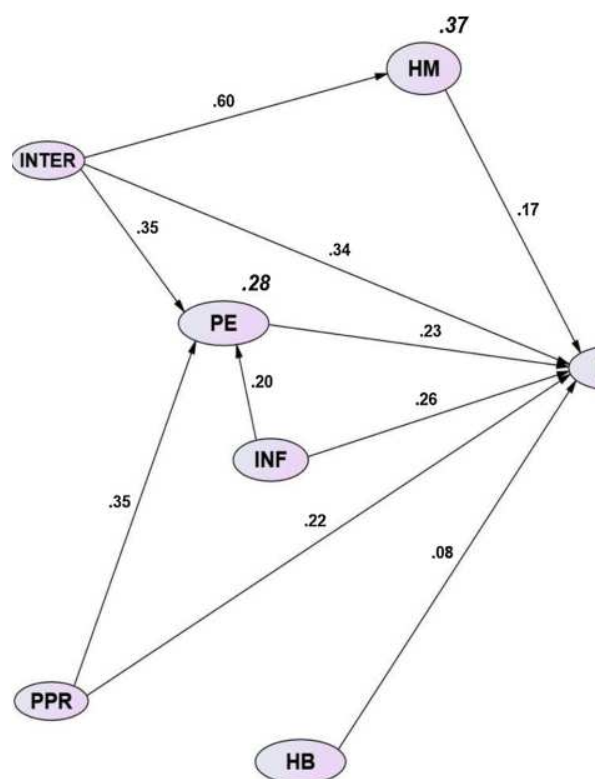 .37
HM
.60
INTER
.17
.35
.34
.28
PE
.23
.20
.26
INF
.35
.22
.08
PPR
HB